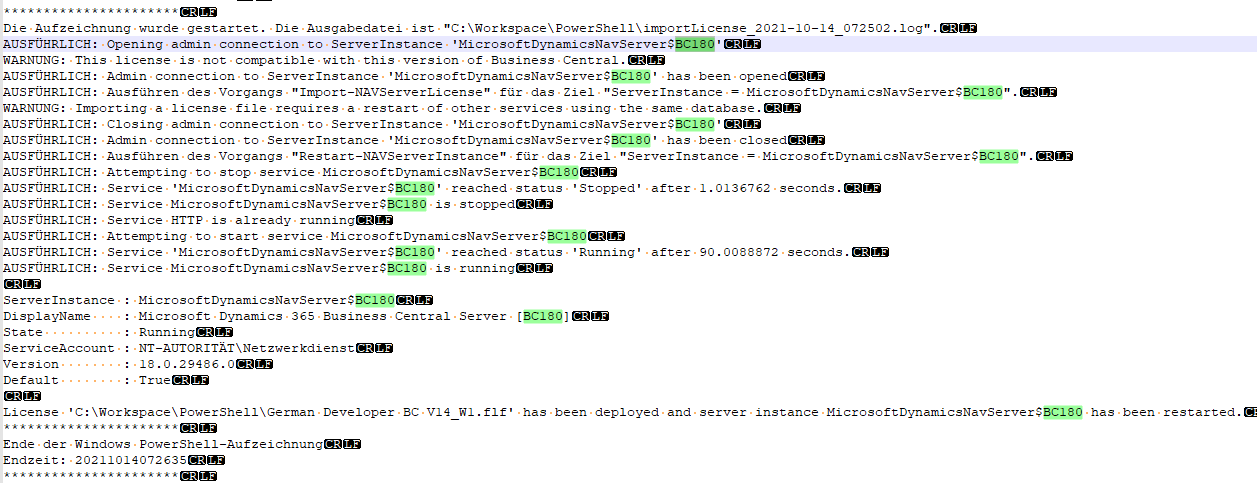 **********************CRLF
Die Aufzeichnung wurde gestartet. Die Ausgabedatei ist "C:\Workspace\PowerShell\importLicense_2021-10-14_072502.log".CRLF
AUSFÜHRLICH: Opening admin connection to ServerInstance 'MicrosoftDynamicsNavServer$BC180'CRLF
WARNUNG: This license is not compatible with this version of Business Central.CRLF
AUSFÜHRLICH: Admin connection to ServerInstance 'MicrosoftDynamicsNavServer$BC180' has been openedCRLF
AUSFÜHRLICH: Ausführen des Vorgangs "Import-NAVServerLicense" für das Ziel "ServerInstance = MicrosoftDynamicsNavServer$BC180".CRLF
WARNUNG: Importing a license file requires a restart of other services using the same database.CRLF
AUSFÜHRLICH: Closing admin connection to ServerInstance 'MicrosoftDynamicsNavServer$BC180'CRLF
AUSFÜHRLICH: Admin connection to ServerInstance 'MicrosoftDynamicsNavServer$BC180' has been closedCRLF
AUSFÜHRLICH: Ausführen des Vorgangs "Restart-NAVServerInstance" für das Ziel "ServerInstance = MicrosoftDynamicsNavServer$BC180".CRLF
AUSFÜHRLICH: Attempting to stop service MicrosoftDynamicsNavServer$BC180CRLF
AUSFÜHRLICH: Service 'MicrosoftDynamicsNavServer$BC180' reached status 'Stopped' after 1.0136762 seconds.CRLF
AUSFÜHRLICH: Service MicrosoftDynamicsNavServer$BC180 is stoppedCRLF
AUSFÜHRLICH: Service HTTP is already runningCRLF
AUSFÜHRLICH: Attempting to start service MicrosoftDynamicsNavServer$BC180CRLF
AUSFÜHRLICH: Service 'MicrosoftDynamicsNavServer$BC180' reached status 'Running' after 90.0088872 seconds.CRLF
AUSFÜHRLICH: Service MicrosoftDynamicsNavServer$BC180 is runningCRLF
CRLF
ServerInstance : MicrosoftDynamicsNavServer$BC180CRLF
DisplayName    : Microsoft Dynamics 365 Business Central Server [BC180]CRLF
State          : RunningCRLF
ServiceAccount : NT-AUTORITÄT\NetzwerkdienstCRLF
Version        : 18.0.29486.0CRLF
Default        : TrueCRLF
CRLF
License 'C:\Workspace\PowerShell\German Developer BC V14_W1.flf' has been deployed and server instance MicrosoftDynamicsNavServer$BC180 has been restarted.
**********************CRLF
Ende der Windows PowerShell-AufzeichnungCRLF
Endzeit: 20211014072635CRLF
**********************CRLF